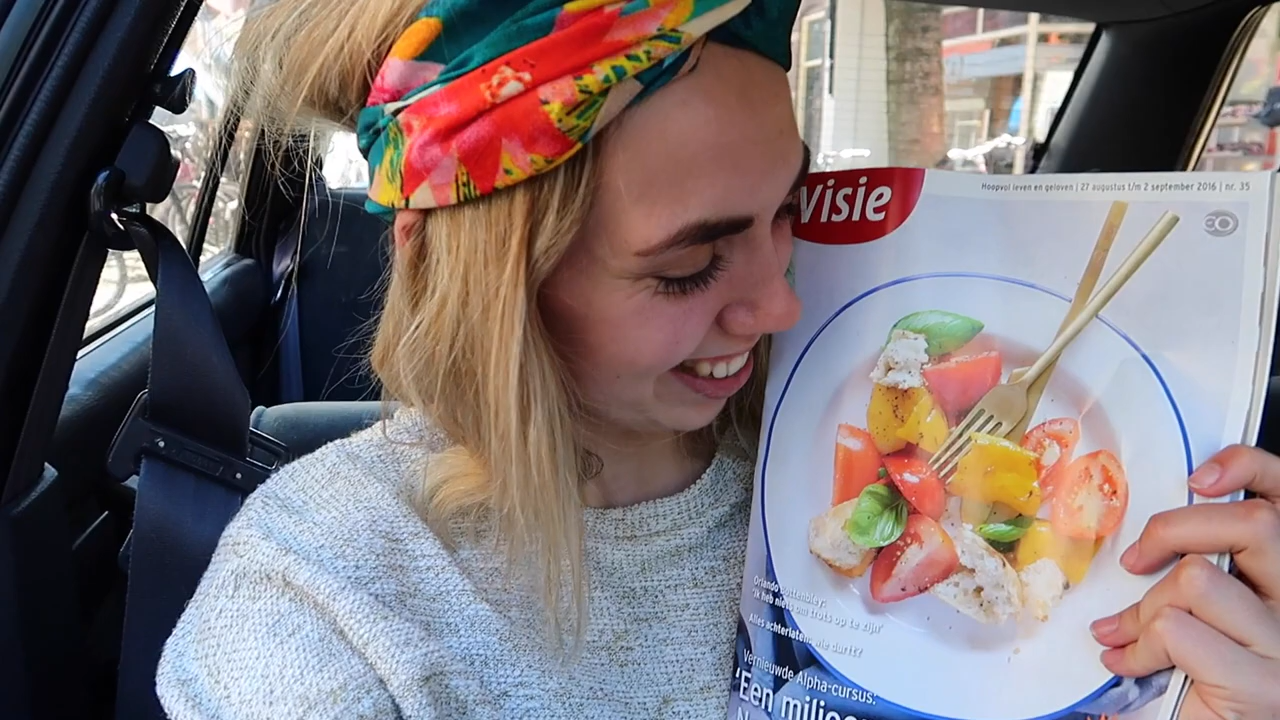 Visie
Hoopvol leven en geloven | 27 augustus t/m 2 september 2016 | nr. 35
EO
Orlando Bottenbley:
'Ik heb niets om trots op te zijn'
Alles achterlaten: wie durft?
Vernieuwde Alpha-cursus:
'Een miljoen
N